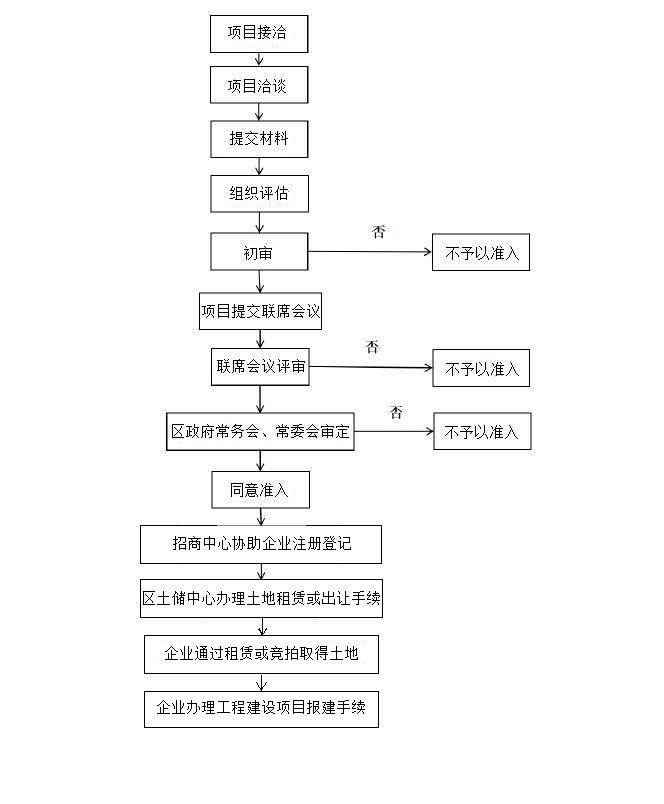 项目接洽
项目洽谈
提交材料
组织评估
否
初审
不予以准入
项目提交联席会议
否
联席会议评审
不予以准入
否
区政府常务会、常委会审定
不予以准入
同意准入
招商中心协助企业注册登记
区土储中心办理土地租赁或出让手续
企业通过租赁或竞拍取得土地
企业办理工程建设项目报建手续